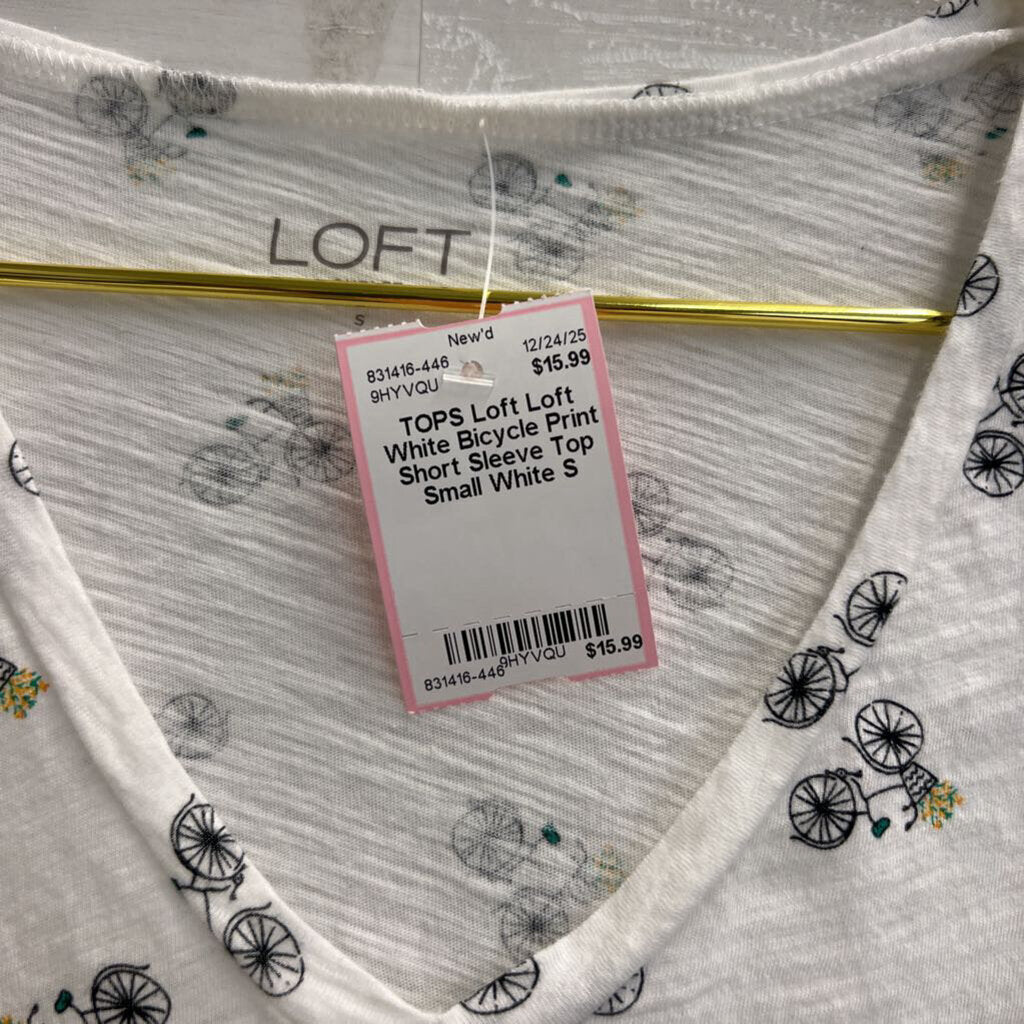 LOFT
S
New'd
831416-446 12/24/25
9HYVQU $15.99
TOPS Loft Loft
White Bicycle Print
Short Sleeve Top
Small White S
9HYVQU $15.99
831416-446